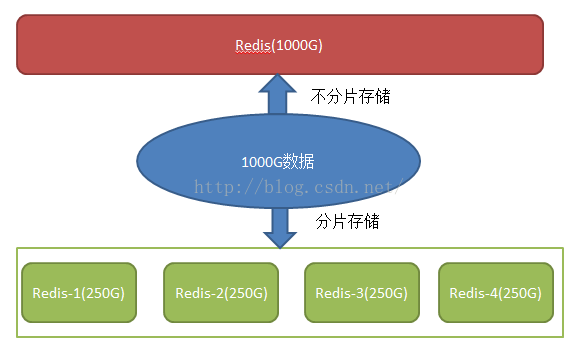 Redis(1000G)
不分片存储
1000G数据
http://blog.csdn.net/
分片存储
Redis-1(250G)
Redis-2(250G)
Redis-3(250G)
Redis-4(250G)